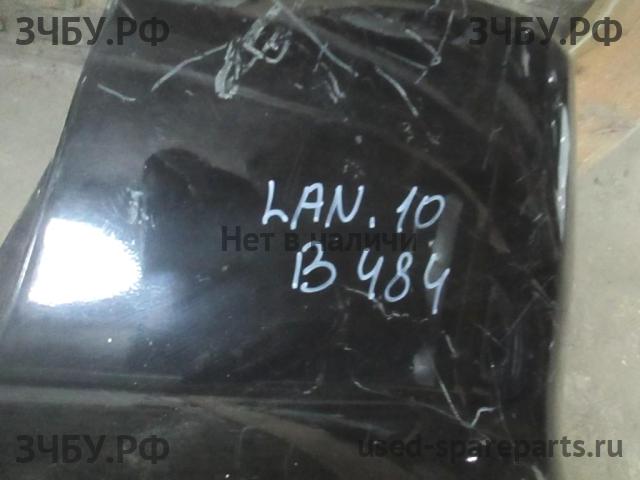 ЗЧБУ.РФ ЗЧБУ.РФ
LAN. 10
Нет в наличии
B 484
ЗЧБУ.РФ used-spareparts.ru